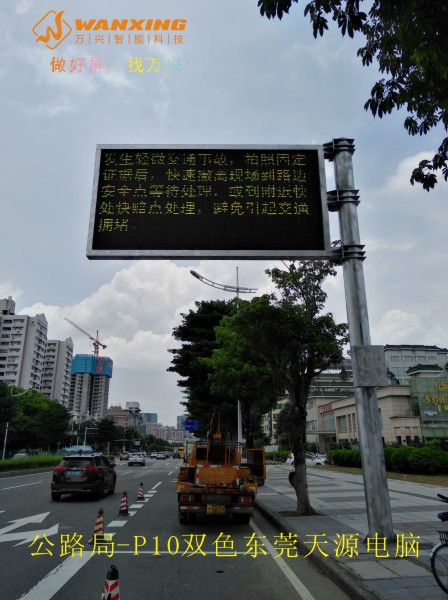 WANXING
万兴智能科技
做好屏，找万兴
发生轻微交通事故，拍照固定
证据后，快速撤离现场到路边
安全点等待处理，或到附近快
处快赔点处理，避免引起交通
拥堵。
公路局-P10双色东莞天源电脑